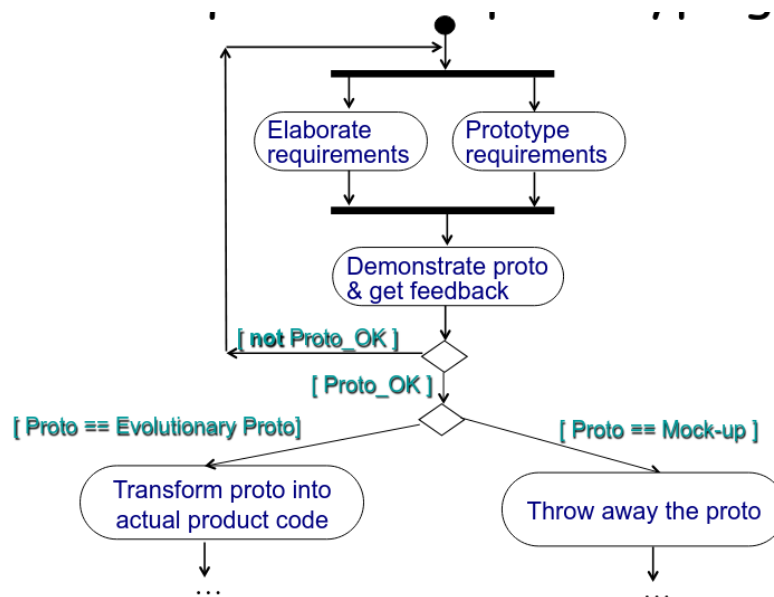 Elaborate
requirements
Prototype
requirements
Demonstrate proto
& get feedback
[ not Proto_OK ]
[ Proto_OK ]
[ Proto == Evolutionary Proto]
[ Proto == Mock-up ]
Transform proto into
actual product code
Throw away the proto
...
...